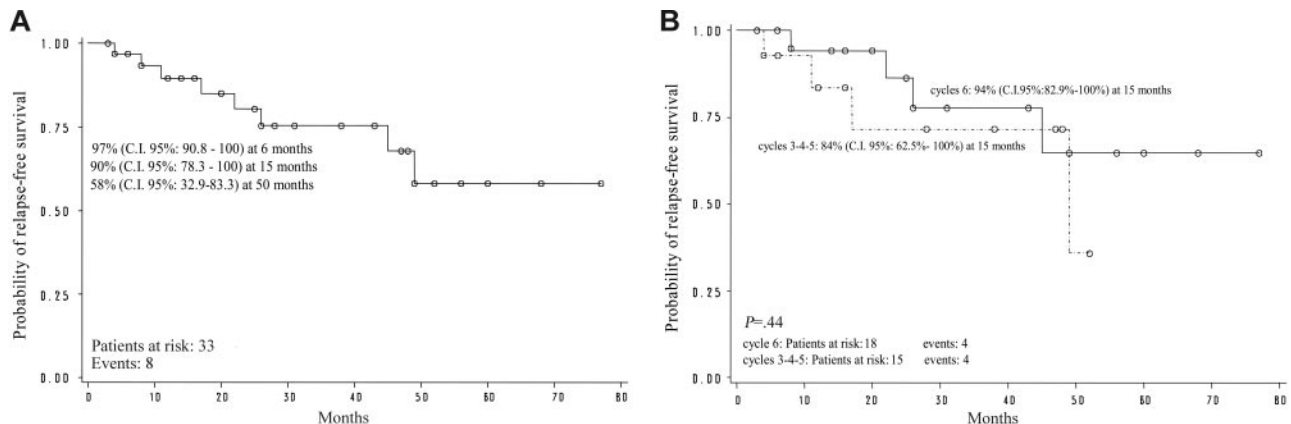 A
Probability of relapse-free survival
1.00
0.75
0.50
0.25
0.00
97% (C.I. 95%: 90.8 - 100) at 6 months
90% (C.I. 95%: 78.3 - 100) at 15 months
58% (C.I. 95%: 32.9-83.3) at 50 months
Patients at risk: 33
Events: 8
0 10 20 30 40 50 60 70 80
Months
B
Probability of relapse-free survival
1.00
0.75
0.50
0.25
0.00
cycles 6: 94% (C.I.95%:82.9%-100%) at 15 months
cycles 3-4-5: 84% (C.I. 95%: 62.5%- 100%) at 15 months
P=.44
cycle 6: Patients at risk:18 events: 4
cycles 3-4-5: Patients at risk:15 events: 4
0 10 20 30 40 50 60 70 80
Months